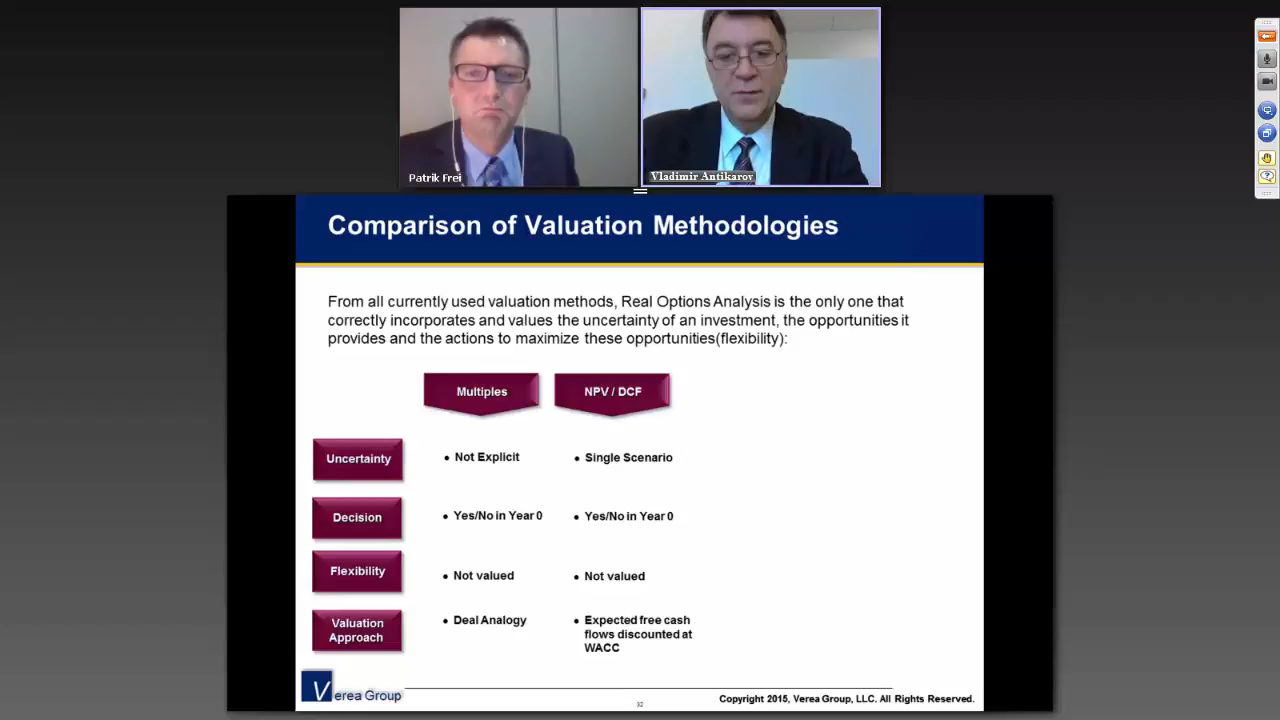 Patrik Frei
Vladimir Antikarov
Comparison of Valuation Methodologies
From all currently used valuation methods, Real Options Analysis is the only one that
correctly incorporates and values the uncertainty of an investment, the opportunities it
provides and the actions to maximize these opportunities(flexibility):
Multiples
NPV / DCF
Uncertainty
• Not Explicit
• Single Scenario
Decision
• Yes/No in Year 0
• Yes/No in Year 0
Flexibility
• Not valued
• Not valued
Valuation
Approach
• Deal Analogy
• Expected free cash
flows discounted at
WACC
Verea Group
32
Copyright 2015, Verea Group, LLC. All Rights Reserved.